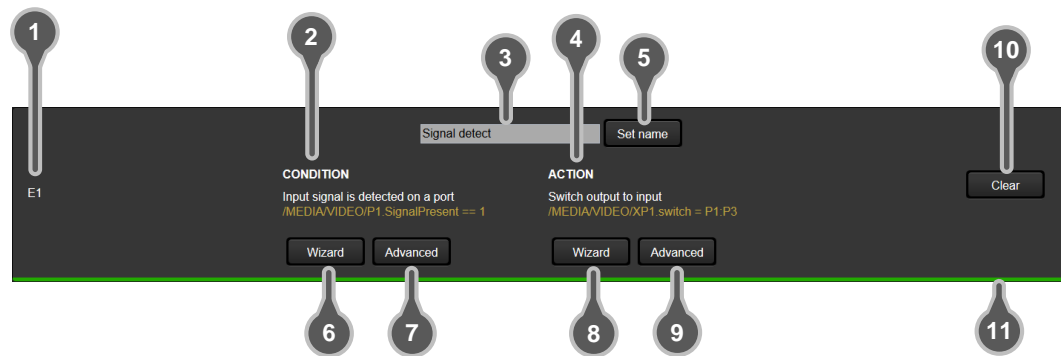 1
2
3
4
5
10
Signal detect
Set name
CONDITION
ACTION
E1
Input signal is detected on a port
Switch output to input
Clear
/MEDIA/VIDEO/P1.SignalPresent == 1
/MEDIA/VIDEO/XP1.switch = P1:P3
Wizard
Advanced
Wizard
Advanced
6
7
8
9
11